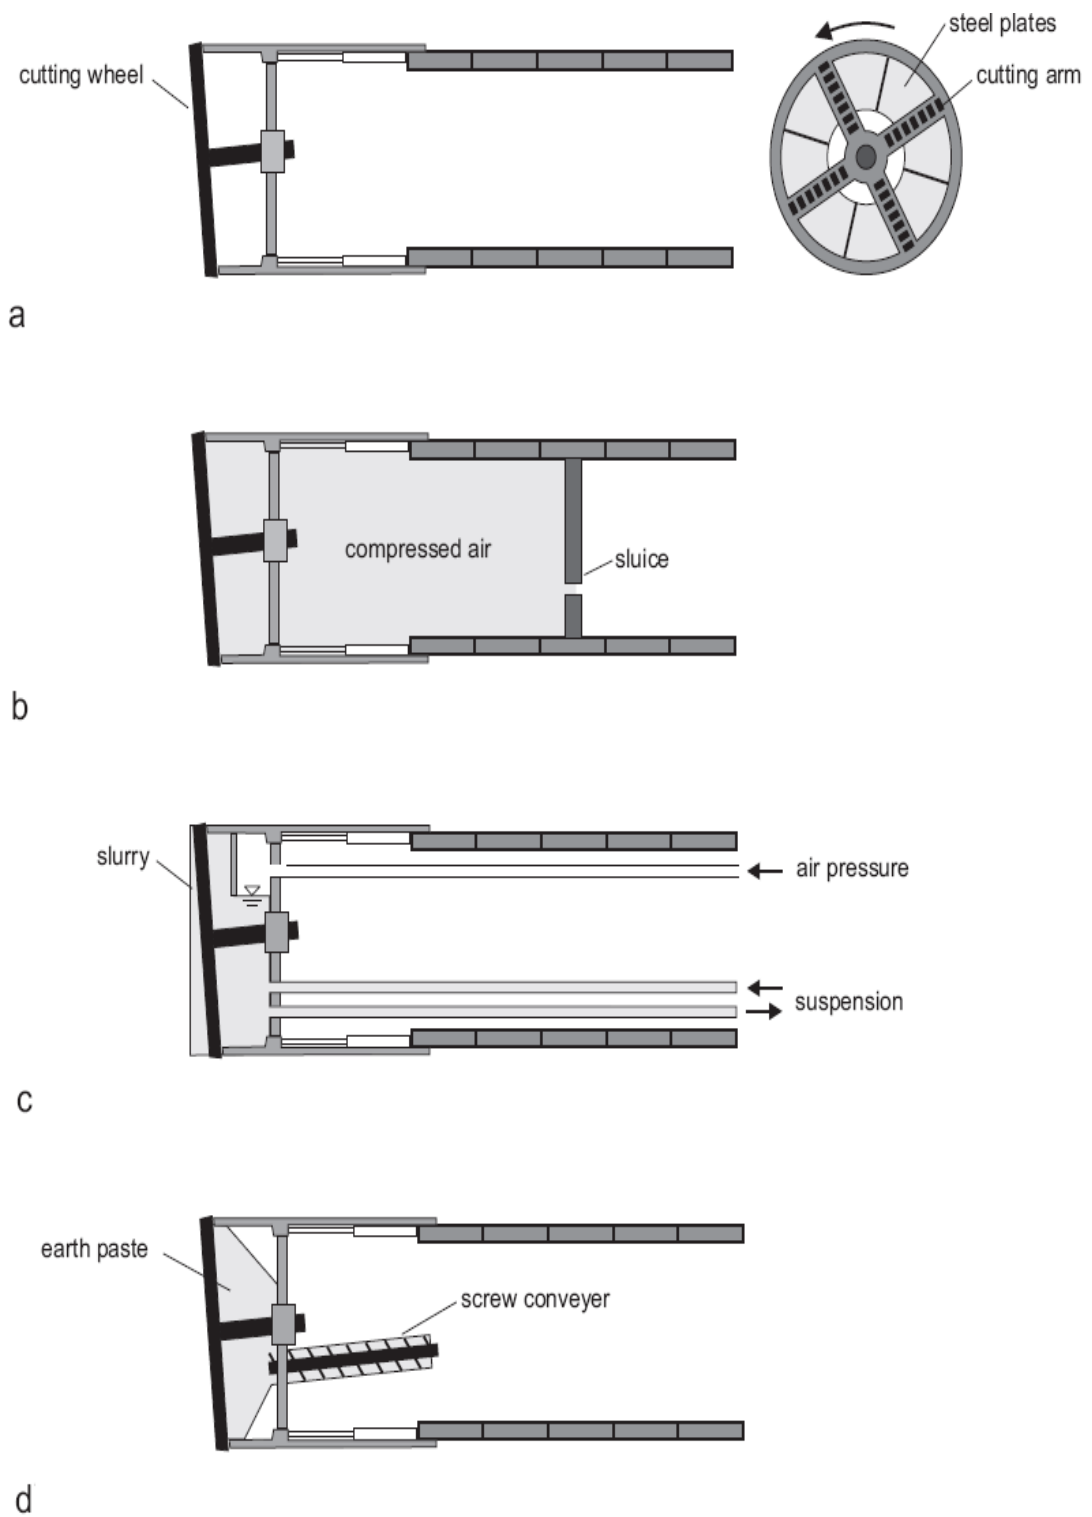 steel plates
cutting wheel
cutting arm
a
compressed air
sluice
b
slurry
air pressure
suspension
c
earth paste
screw conveyer
d